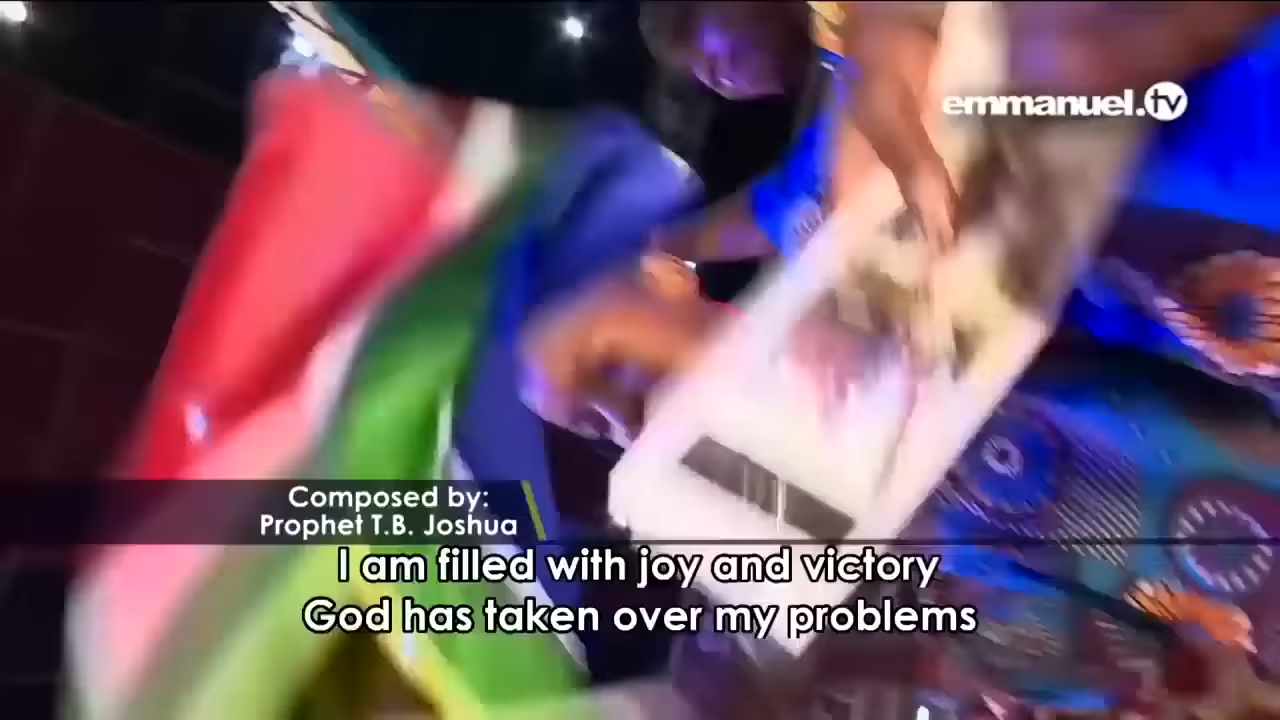 emmanuel.tv
Composed by:
Prophet T.B. Joshua
I am filled with joy and victory
God has taken over my problems